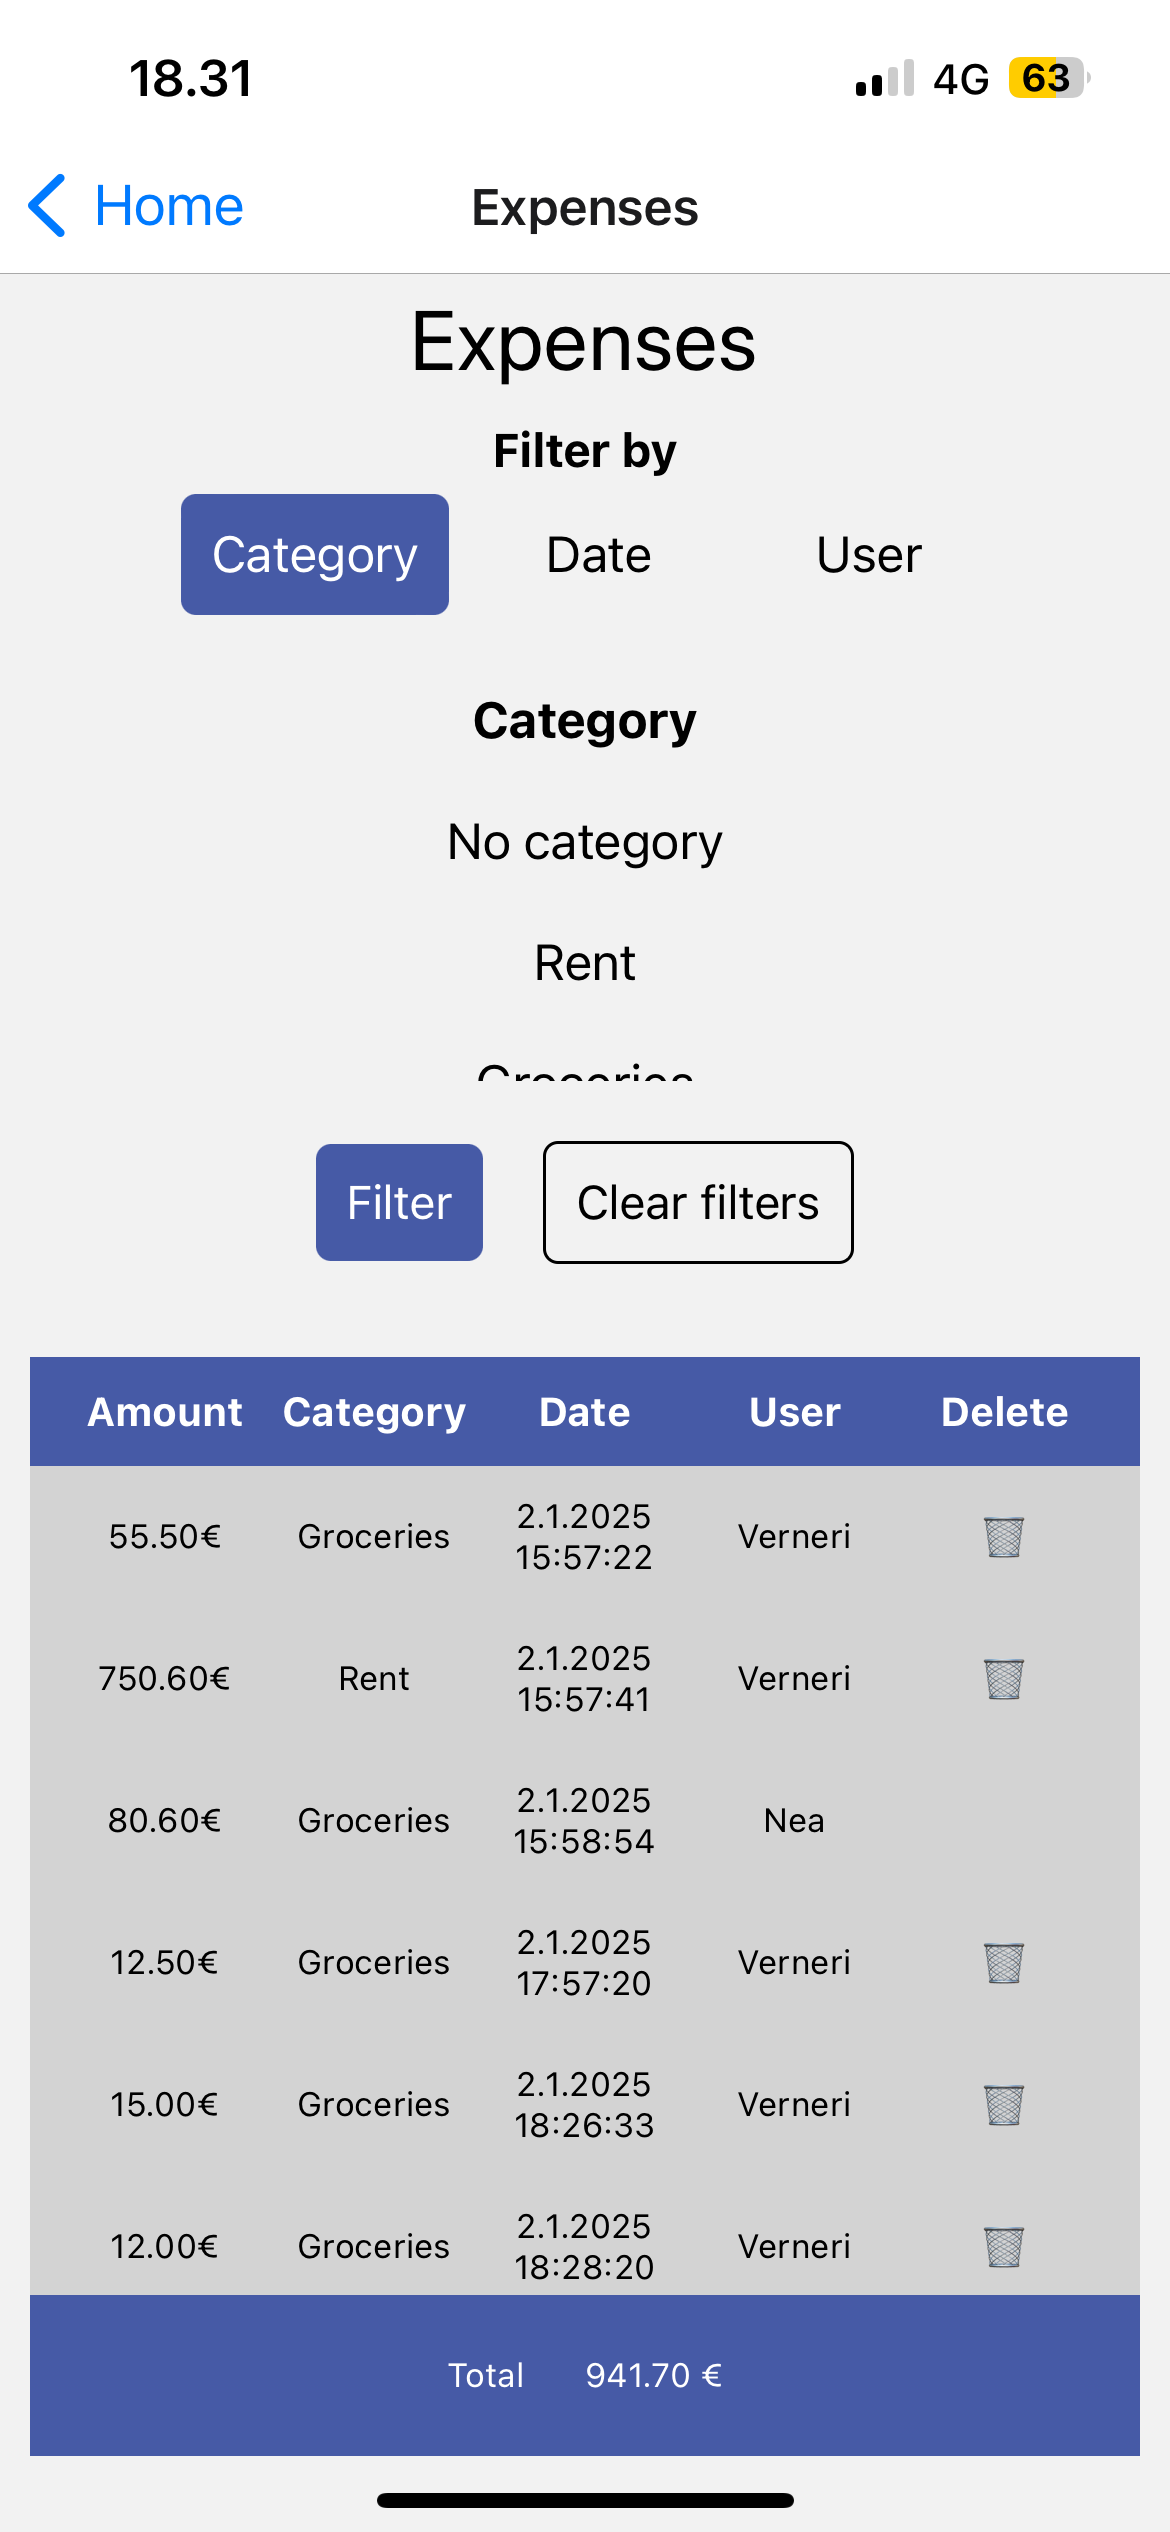 18.31
4G 63
Home
Expenses
Expenses
Filter by
Category Date User
Category
No category
Rent
Groceries
Filter Clear filters
Amount Category Date User Delete
55.50€ Groceries 2.1.2025 15:57:22 Verneri
750.60€ Rent 2.1.2025 15:57:41 Verneri
80.60€ Groceries 2.1.2025 15:58:54 Nea
12.50€ Groceries 2.1.2025 17:57:20 Verneri
15.00€ Groceries 2.1.2025 18:26:33 Verneri
12.00€ Groceries 2.1.2025 18:28:20 Verneri
Total 941.70 €